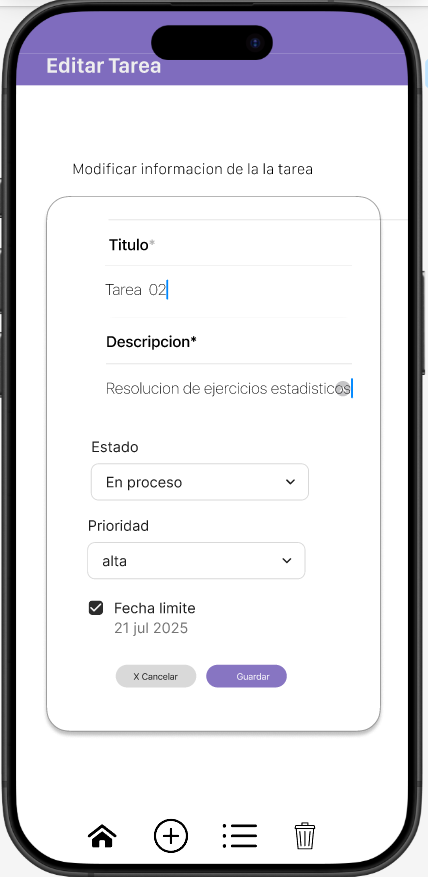 Editar Tarea
Modificar informacion de la la tarea
Titulo*
Tarea 02
Descripcion*
Resolucion de ejercicios estadisticos
Estado
En proceso
Prioridad
alta
Fecha limite
21 jul 2025
X Cancelar
Guardar